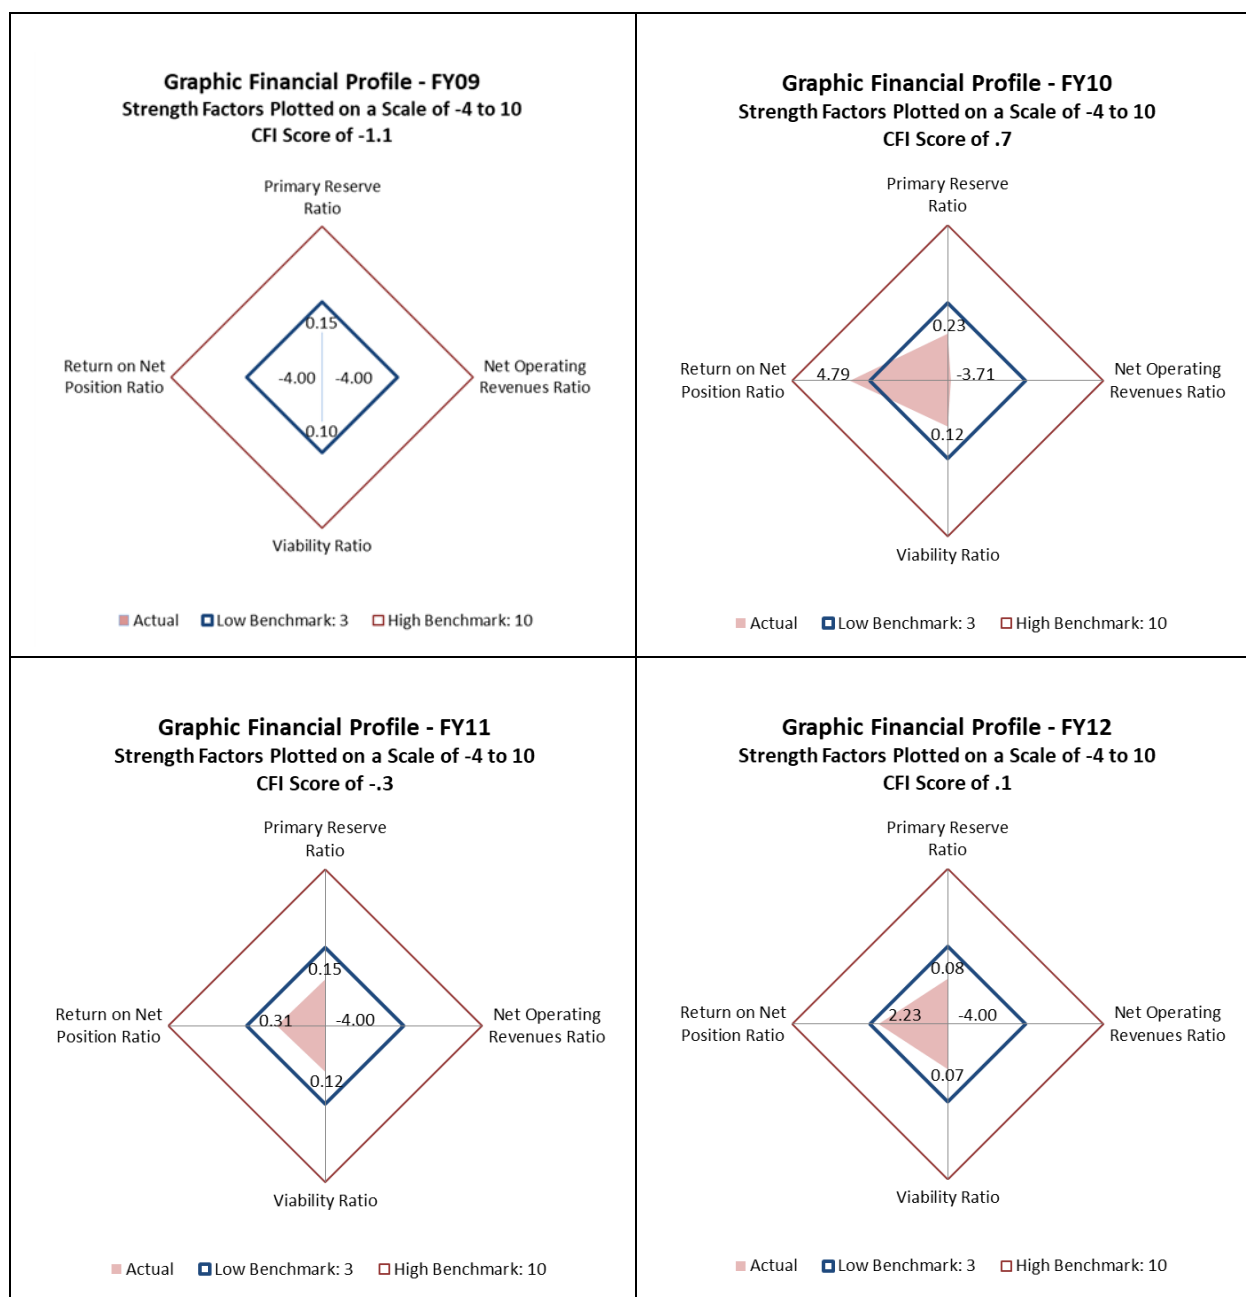 Graphic Financial Profile - FY09
Strength Factors Plotted on a Scale of -4 to 10
CFI Score of -1.1
Primary Reserve
Ratio
0.15
Return on Net
Position Ratio
-4.00
-4.00
Net Operating
Revenues Ratio
0.10
Viability Ratio
Actual
Low Benchmark: 3
High Benchmark: 10
Graphic Financial Profile - FY10
Strength Factors Plotted on a Scale of -4 to 10
CFI Score of .7
Primary Reserve
Ratio
0.23
Return on Net
Position Ratio
4.79
-3.71
Net Operating
Revenues Ratio
0.12
Viability Ratio
Actual
Low Benchmark: 3
High Benchmark: 10
Graphic Financial Profile - FY11
Strength Factors Plotted on a Scale of -4 to 10
CFI Score of -.3
Primary Reserve
Ratio
0.15
Return on Net
Position Ratio
0.31
-4.00
Net Operating
Revenues Ratio
0.12
Viability Ratio
Actual
Low Benchmark: 3
High Benchmark: 10
Graphic Financial Profile - FY12
Strength Factors Plotted on a Scale of -4 to 10
CFI Score of .1
Primary Reserve
Ratio
0.08
Return on Net
Position Ratio
2.23
-4.00
Net Operating
Revenues Ratio
0.07
Viability Ratio
Actual
Low Benchmark: 3
High Benchmark: 10